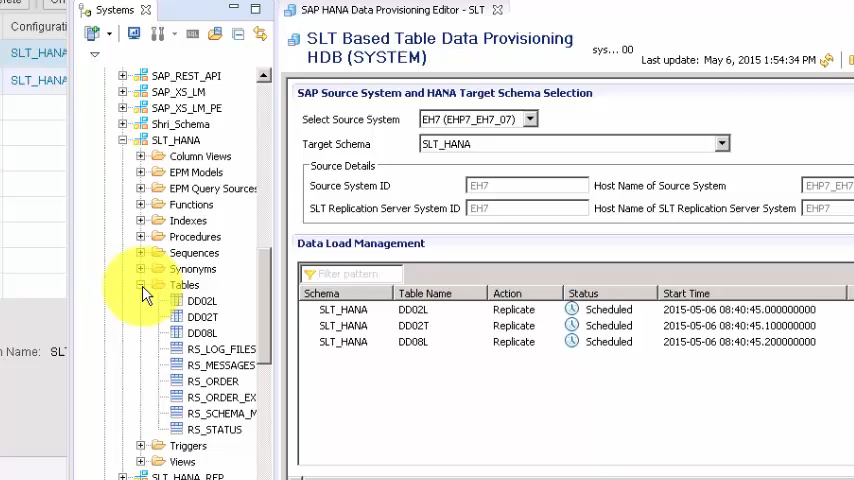 elete
Configuratio
SLT_HANA
SLT_HANA
n Name: SL
Systems
SAP_REST_API
SAP_XS_LM
SAP_XS_LM_PE
Shri_Schema
SLT_HANA
Column Views
EPM Models
EPM Query Sources
Functions
Indexes
Procedures
Sequences
Synonyms
Tables
DD02L
DD02T
DD08L
RS_LOG_FILES
RS_MESSAGES
RS_ORDER
RS_ORDER_EX
RS_SCHEMA_M
RS_STATUS
Triggers
Views
SLT_HANA_REP
SAP HANA Data Provisioning Editor - SLT
SLT Based Table Data Provisioning
HDB (SYSTEM)
sys... 00
Last update: May 6, 2015 1:54:34 PM
SAP Source System and HANA Target Schema Selection
Select Source System EH7 (EHP7_EH7_07)
Target Schema SLT_HANA
Source Details
Source System ID EH7 Host Name of Source System EHP7_E
SLT Replication Server System ID EH7 Host Name of SLT Replication Server System EHP7
Data Load Management
Filter pattern
Schema Table Name Action Status Start Time
SLT_HANA DD02L Replicate Scheduled 2015-05-06 08:40:45.000000000
SLT_HANA DD02T Replicate Scheduled 2015-05-06 08:40:45.100000000
SLT_HANA DD08L Replicate Scheduled 2015-05-06 08:40:45.200000000